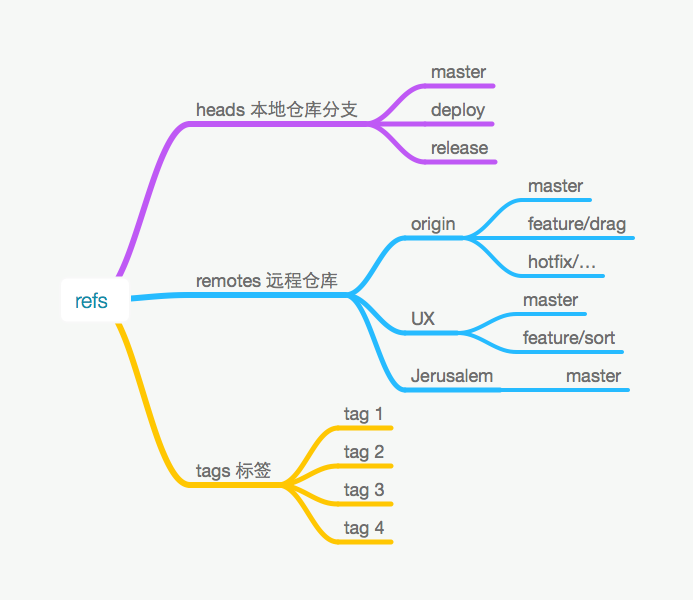 refs
heads 本地仓库分支
master
deploy
release
remotes 远程仓库
origin
master
feature/drag
hotfix/...
UX
master
feature/sort
Jerusalem
master
tags 标签
tag 1
tag 2
tag 3
tag 4